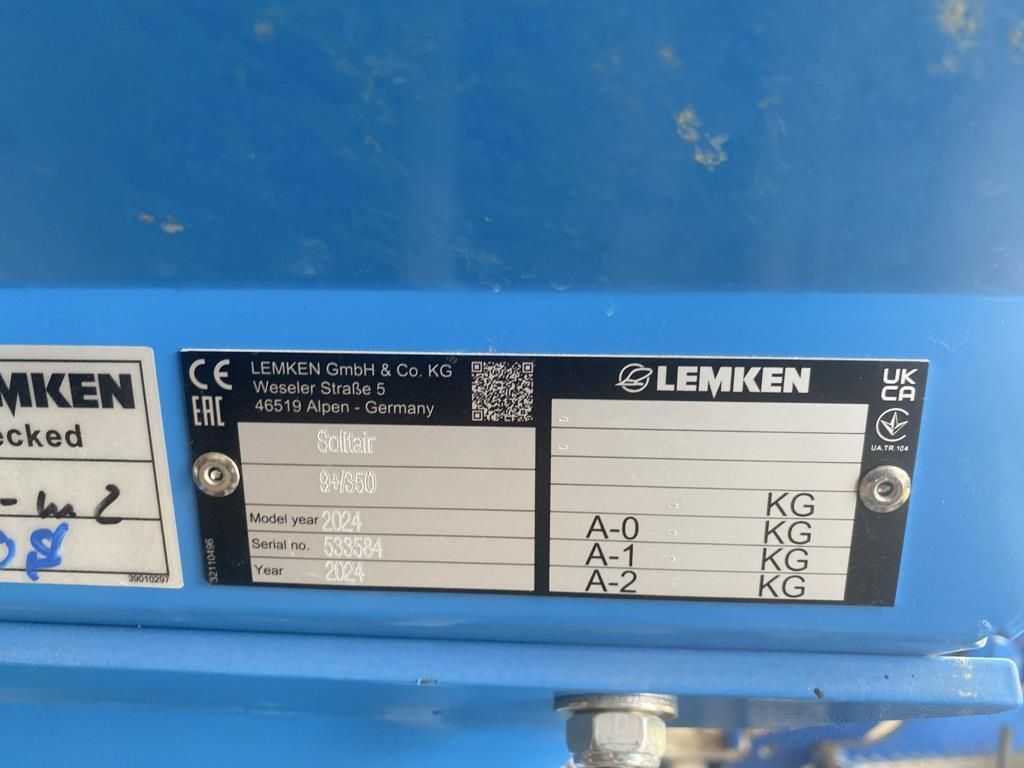 MKEN
ecked
39010297
CE
EAC
LEMKEN GmbH & Co. KG
Weseler Straße 5
46519 Alpen - Germany
Solitair
9+/350
Model year 2024
Serial no. 533584
Year 2024
32110496
LEMKEN
UK
CA
UA.TR 104
KG
A-0 KG
A-1 KG
A-2 KG